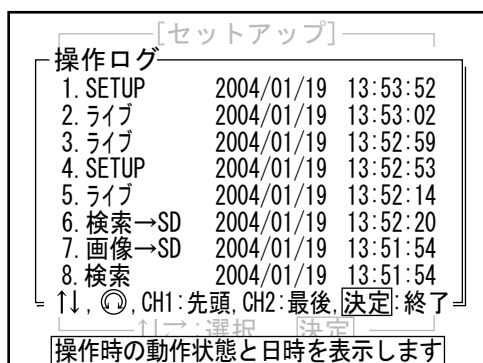 [セットアップ]
操作ログ
1. SETUP 2004/01/19 13:53:52
2. ライブ 2004/01/19 13:53:02
3. ライブ 2004/01/19 13:52:59
4. SETUP 2004/01/19 13:52:53
5. ライブ 2004/01/19 13:52:14
6. 検索→SD 2004/01/19 13:52:20
7. 画像→SD 2004/01/19 13:51:54
8. 検索 2004/01/19 13:51:54
↑↓, , CH1:先頭, CH2:最後, 決定:終了
↑↓→:選択 決定
操作時の動作状態と日時を表示します